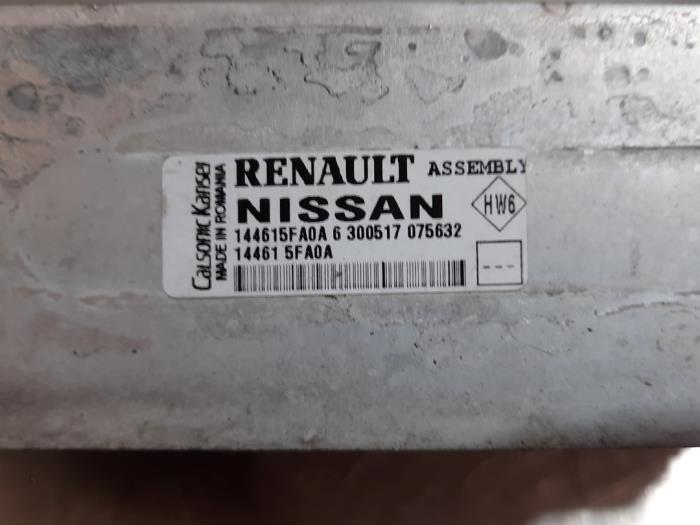 Calsonic Kansei
MADE IN ROMANIA
RENAULT ASSEMBLY
NISSAN
HW6
144615FA0A 6 300517 075632
14461 5FA0A
---